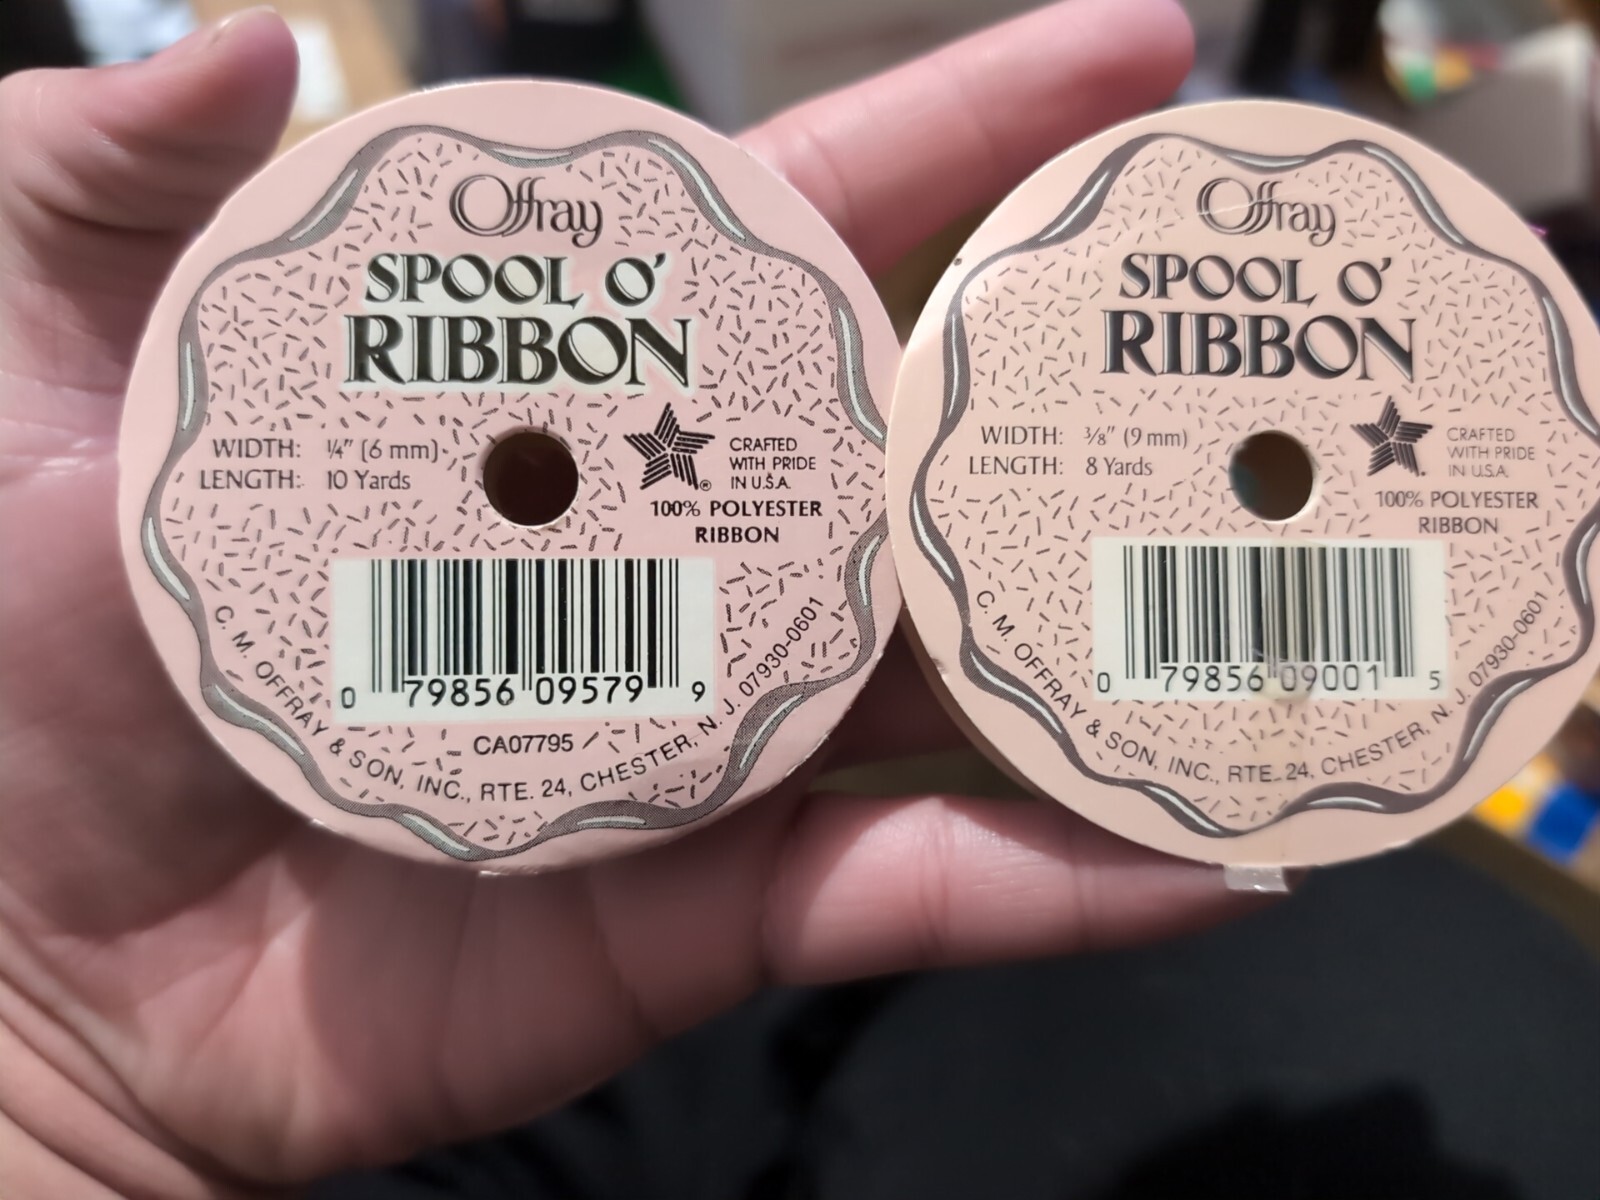 Offray
SPOOL O'
RIBBON
WIDTH: ¼" (6 mm)
LENGTH: 10 Yards
CRAFTED
WITH PRIDE
IN U.S.A.
®
100% POLYESTER
RIBBON
0 79856 09579 9
CA07795
C. M. OFFRAY & SON, INC., RTE. 24, CHESTER, N. J. 07930-0601
Offray
SPOOL O'
RIBBON
WIDTH: ⅜" (9 mm)
LENGTH: 8 Yards
CRAFTED
WITH PRIDE
IN U.S.A.
100% POLYESTER
RIBBON
0 79856 09001 5
C. M. OFFRAY & SON, INC., RTE. 24, CHESTER, N. J. 07930-0601